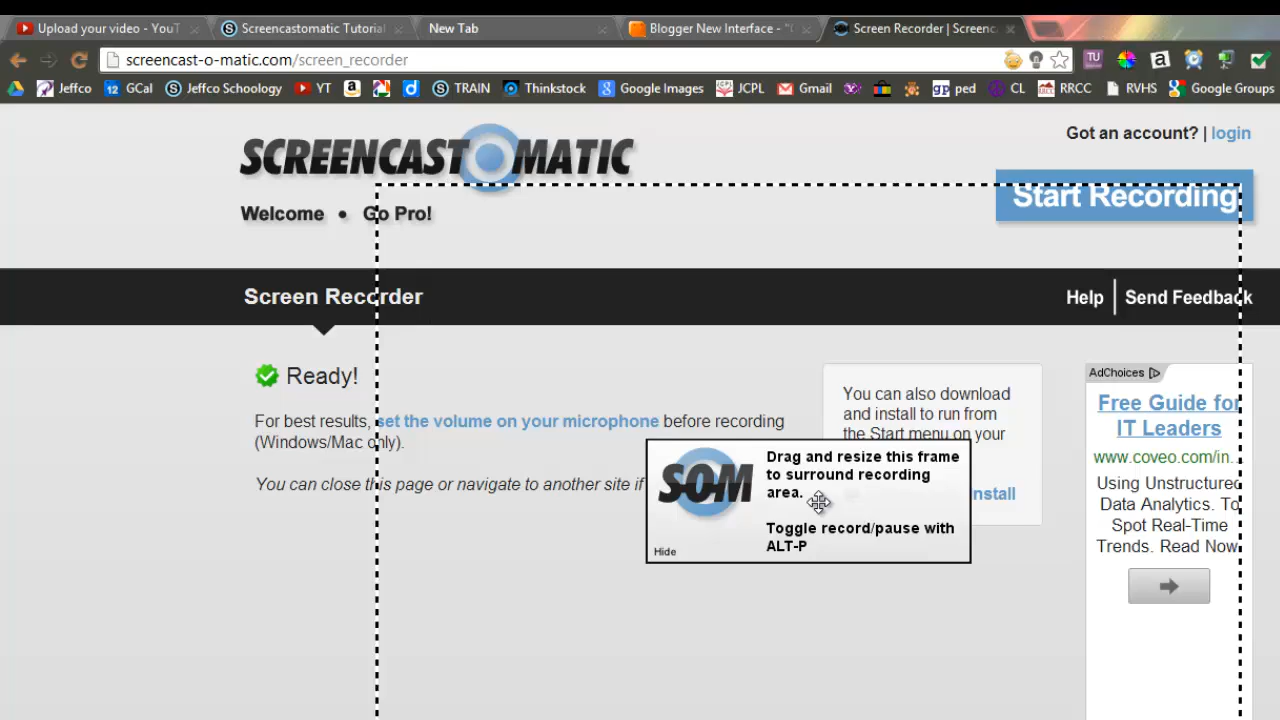 Upload your video - YouT
Screencastomatic Tutorial
New Tab
Blogger New Interface - "
Screen Recorder | Screenc
screencast-o-matic.com/screen_recorder
TU
a
Jeffco
12 GCal
Jeffco Schoology
YT
a
d
TRAIN
Thinkstock
Google Images
JCPL
Gmail
gp ped
CL
RRCC
RVHS
Google Groups
SCREENCAST O MATIC
Got an account? | login
Start Recording
Welcome • Go Pro!
Screen Recorder
Help
Send Feedback
Ready!
For best results, set the volume on your microphone before recording
(Windows/Mac only).
You can close this page or navigate to another site if
You can also download
and install to run from
the Start menu on your
nstall
SOM
Drag and resize this frame
to surround recording
area.
Toggle record/pause with
ALT-P
Hide
AdChoices
Free Guide for
IT Leaders
www.coveo.com/in...
Using Unstructured
Data Analytics. To
Spot Real-Time
Trends. Read Now